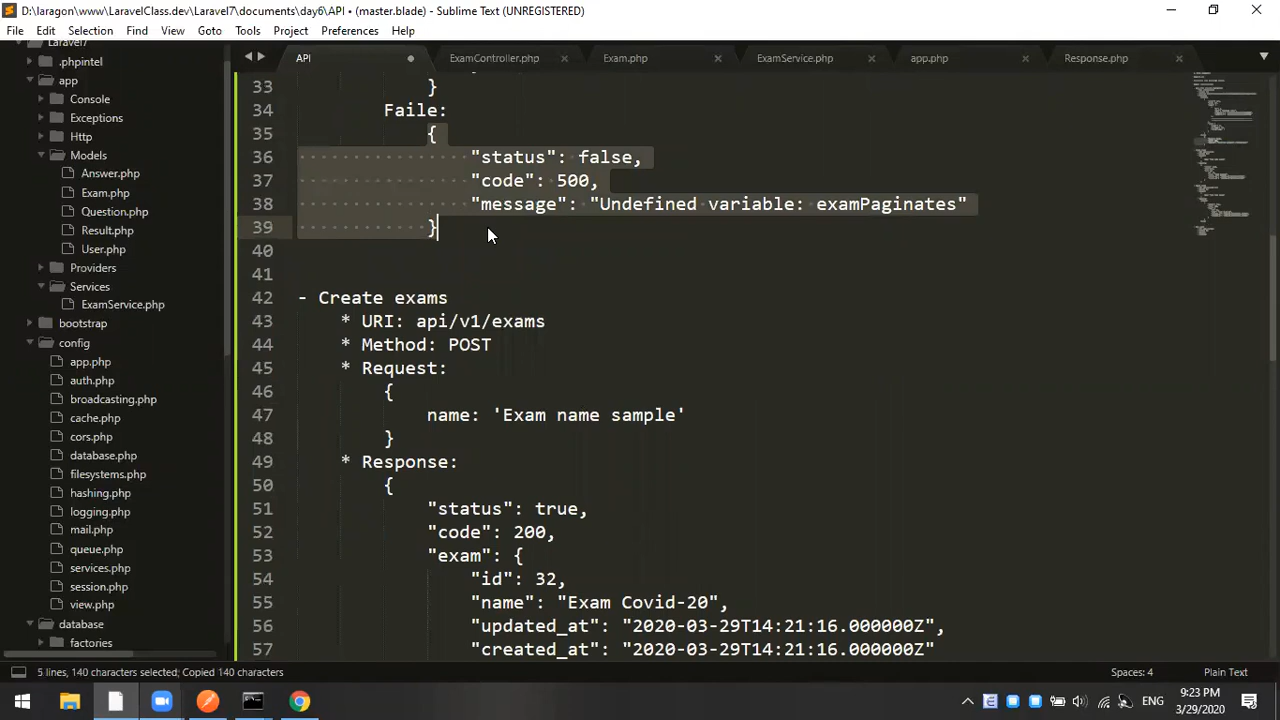 D:\laragon\www\LaravelClass.dev\Laravel7\documents\day6\API • (master.blade) - Sublime Text (UNREGISTERED)
File Edit Selection Find View Goto Tools Project Preferences Help
API ExamController.php Exam.php ExamService.php app.php Response.php
Laravel7
.phpintel
app
Console
Exceptions
Http
Models
Answer.php
Exam.php
Question.php
Result.php
User.php
Providers
Services
ExamService.php
bootstrap
config
app.php
auth.php
broadcasting.php
cache.php
cors.php
database.php
filesystems.php
hashing.php
logging.php
mail.php
queue.php
services.php
session.php
view.php
database
factories
33 }
34 Faile:
35 {
36 "status": false,
37 "code": 500,
38 "message": "Undefined variable: examPaginates"
39 }
40
41
42 - Create exams
43 * URI: api/v1/exams
44 * Method: POST
45 * Request:
46 {
47 name: 'Exam name sample'
48 }
49 * Response:
50 {
51 "status": true,
52 "code": 200,
53 "exam": {
54 "id": 32,
55 "name": "Exam Covid-20",
56 "updated_at": "2020-03-29T14:21:16.000000Z",
57 "created_at": "2020-03-29T14:21:16.000000Z"
5 lines, 140 characters selected; Copied 140 characters Spaces: 4 Plain Text
ENG
9:23 PM
3/29/2020